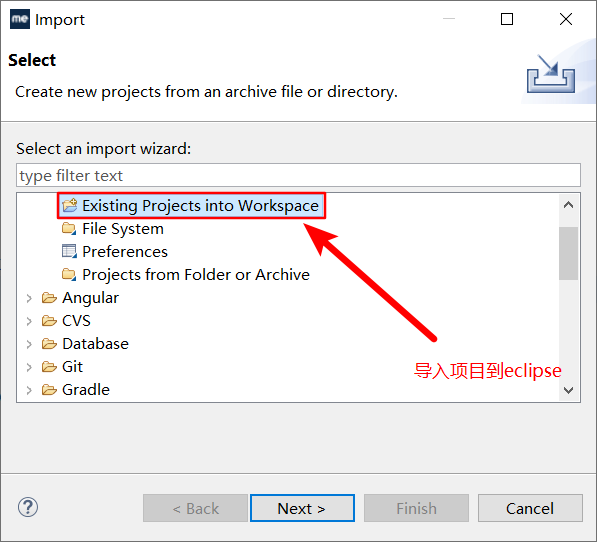 me Import
Select
Create new projects from an archive file or directory.
Select an import wizard:
type filter text
Existing Projects into Workspace
File System
Preferences
Projects from Folder or Archive
Angular
CVS
Database
导入项目到eclipse
Git
Gradle
?
< Back Next > Finish Cancel